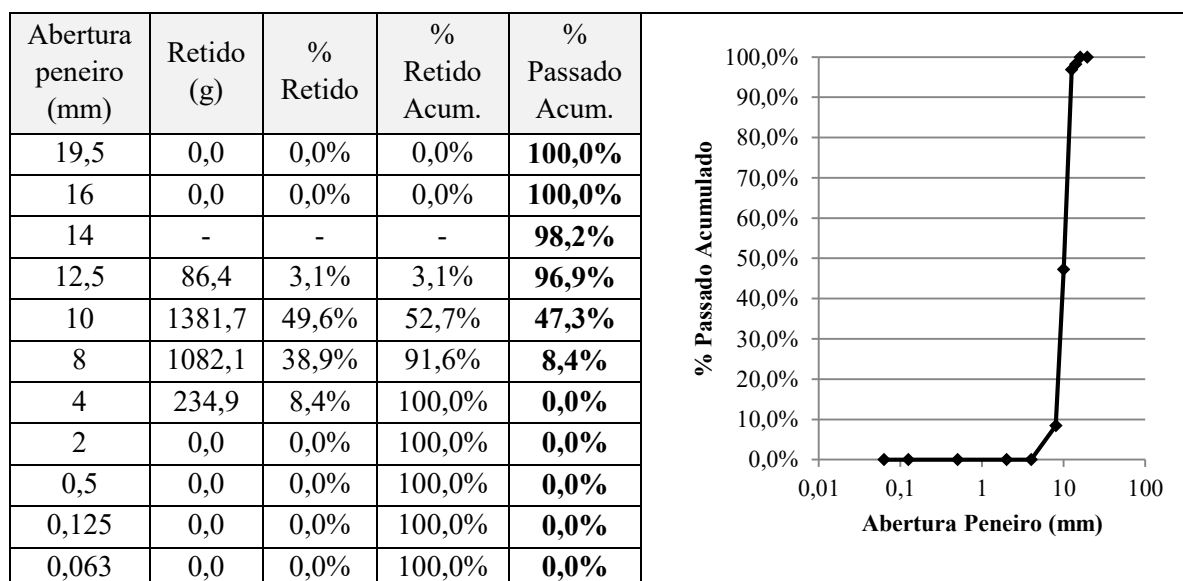 Abertura peneiro (mm) Retido (g) % Retido % Retido Acum. % Passado Acum.
19,5 0,0 0,0% 0,0% 100,0%
16 0,0 0,0% 0,0% 100,0%
14 - - - 98,2%
12,5 86,4 3,1% 3,1% 96,9%
10 1381,7 49,6% 52,7% 47,3%
8 1082,1 38,9% 91,6% 8,4%
4 234,9 8,4% 100,0% 0,0%
2 0,0 0,0% 100,0% 0,0%
0,5 0,0 0,0% 100,0% 0,0%
0,125 0,0 0,0% 100,0% 0,0%
0,063 0,0 0,0% 100,0% 0,0%
% Passado Acumulado
100,0%
90,0%
80,0%
70,0%
60,0%
50,0%
40,0%
30,0%
20,0%
10,0%
0,0%
0,01 0,1 1 10 100
Abertura Peneiro (mm)